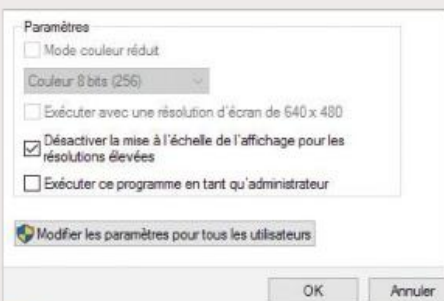 Paramètres
Mode couleur réduit
Couleur 8 bits (256)
Exécuter avec une résolution d'écran de 640 x 480
Désactiver la mise à l'échelle de l'affichage pour les
résolutions élevées
Exécuter ce programme en tant qu'administrateur
Modifier les paramètres pour tous les utilisateurs
OK
Annuler